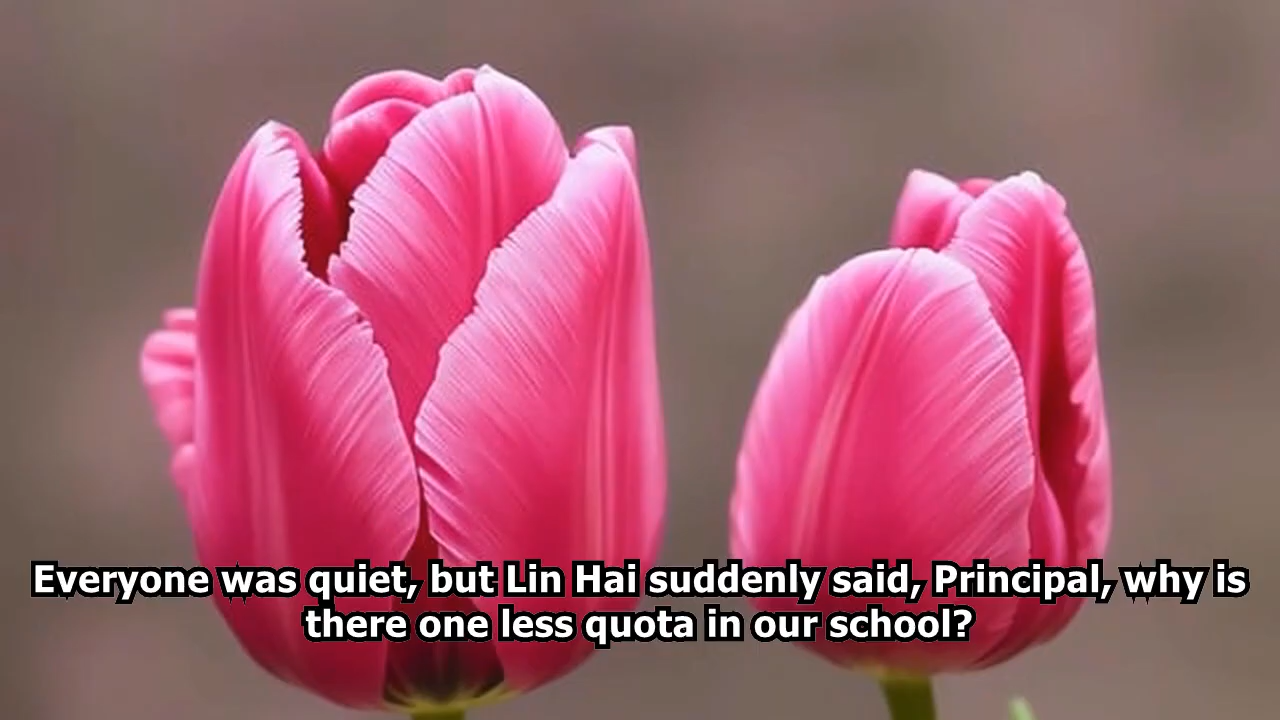 Everyone was quiet, but Lin Hai suddenly said, Principal, why is
there one less quota in our school?